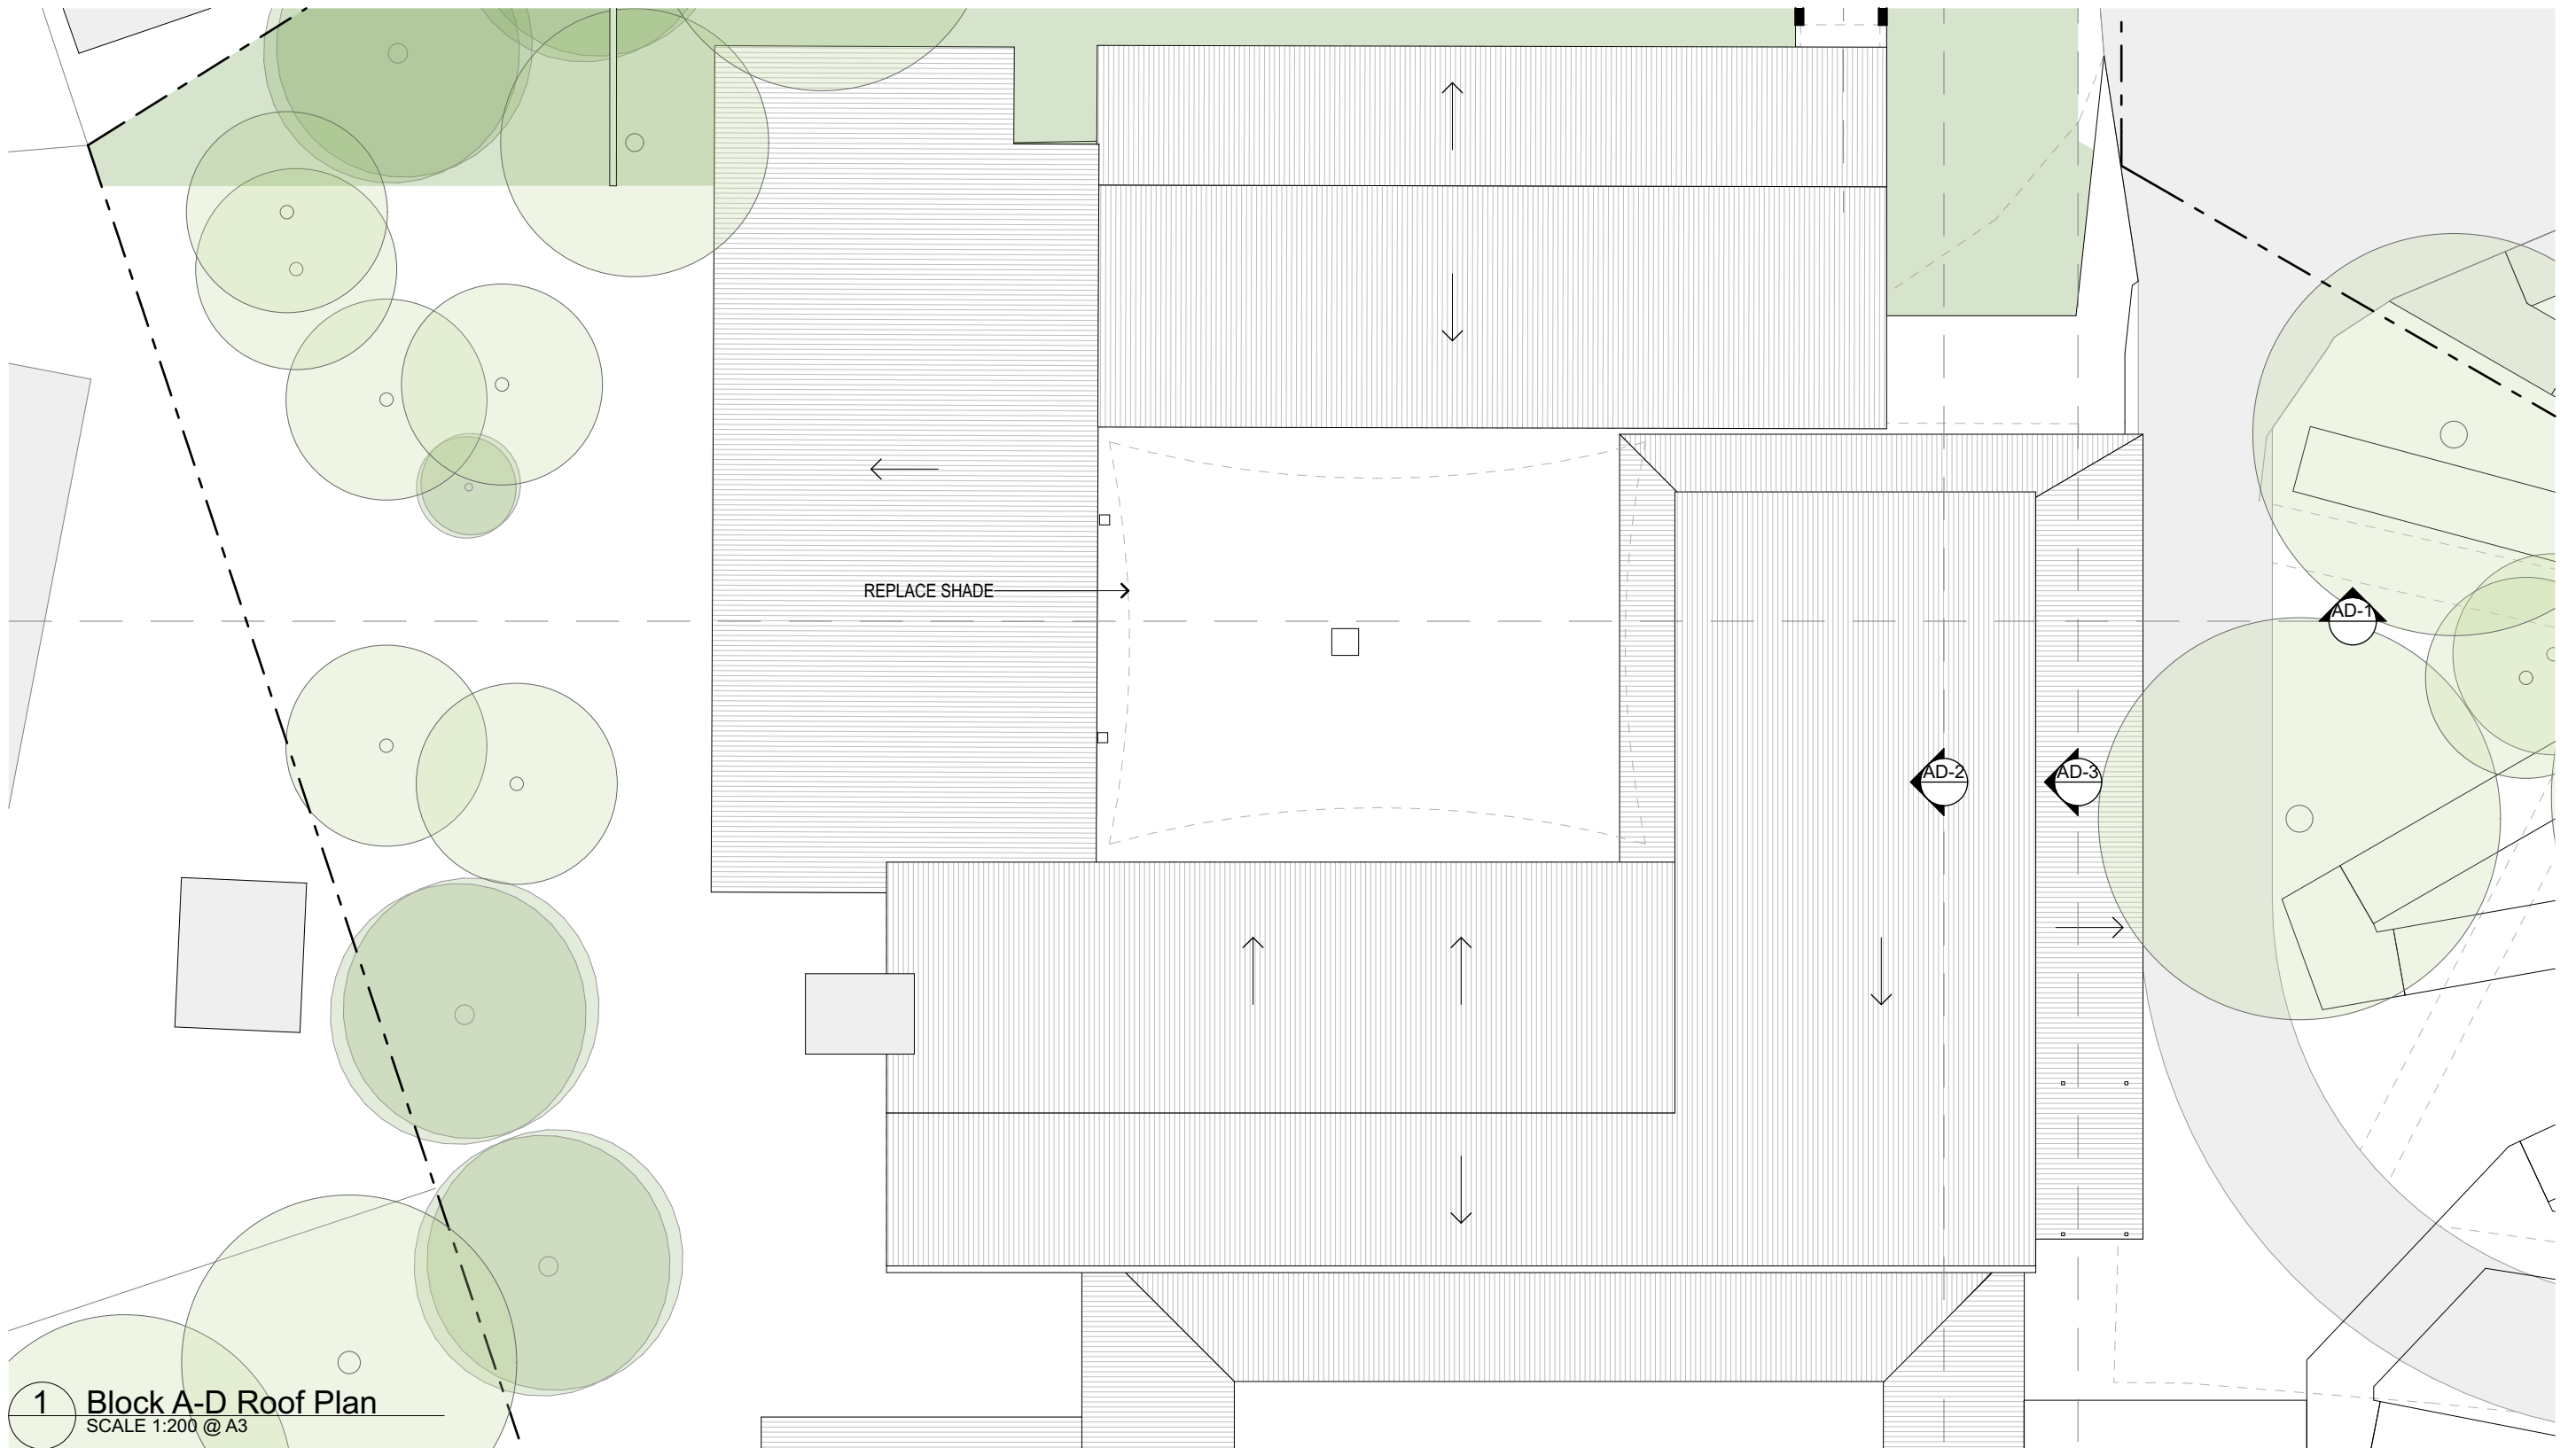 REPLACE SHADE
AD-1
AD-2
AD-3
1
Block A-D Roof Plan
SCALE 1:200 @ A3